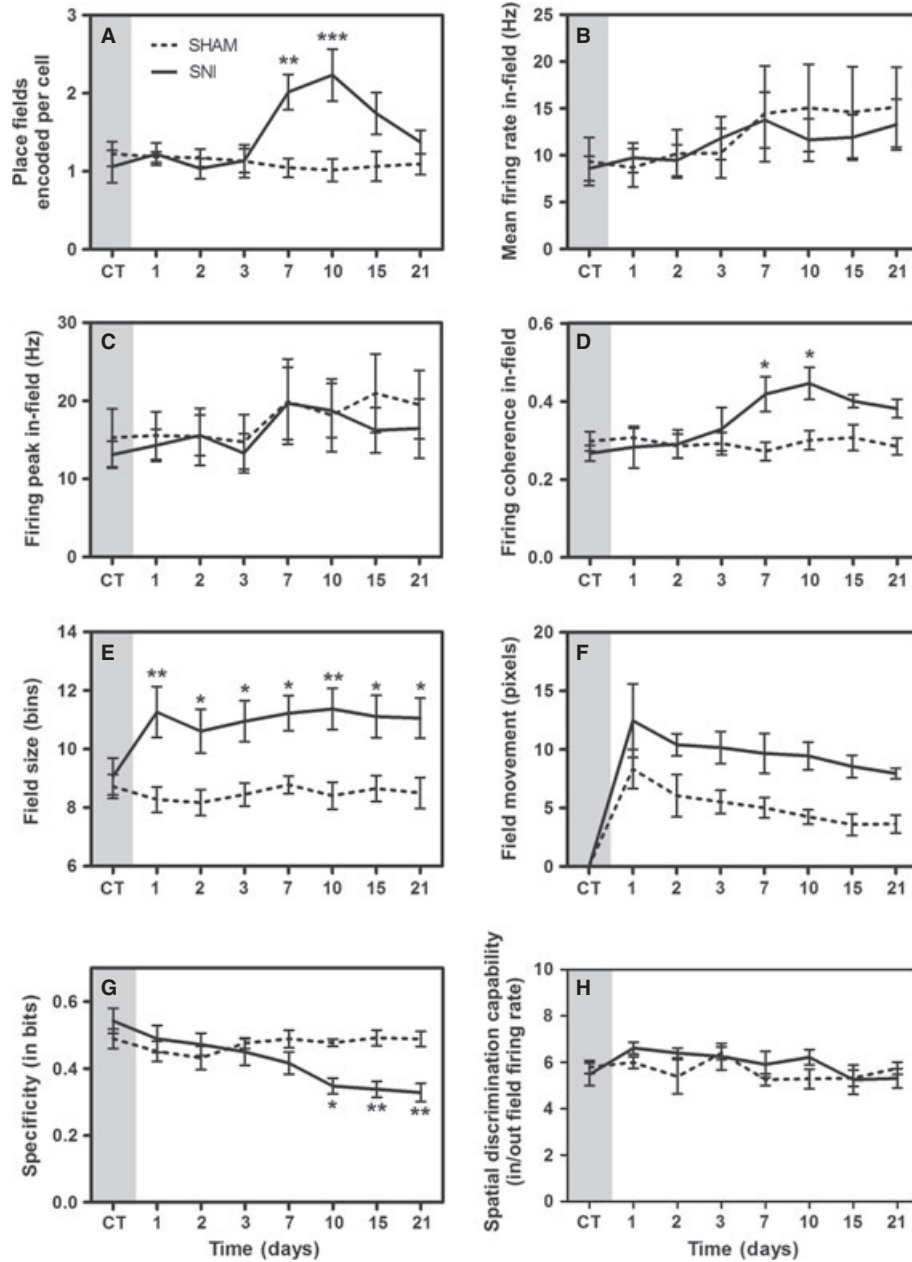 A
SHAM
SNI
**
***
Place fields
encoded per cell
3
2
1
0
CT 1 2 3 7 10 15 21
B
Mean firing rate in-field (Hz)
25
20
15
10
5
0
CT 1 2 3 7 10 15 21
C
Firing peak in-field (Hz)
30
20
10
0
CT 1 2 3 7 10 15 21
D
* *
Firing coherence in-field
0.6
0.4
0.2
0.0
CT 1 2 3 7 10 15 21
E
** * * * ** * *
Field size (bins)
14
12
10
8
6
CT 1 2 3 7 10 15 21
F
Field movement (pixels)
20
15
10
5
0
CT 1 2 3 7 10 15 21
G
* ** **
Specificity (in bits)
0.6
0.4
0.2
0.0
CT 1 2 3 7 10 15 21
Time (days)
H
Spatial discrimination capability
(in/out field firing rate)
10
8
6
4
2
0
CT 1 2 3 7 10 15 21
Time (days)